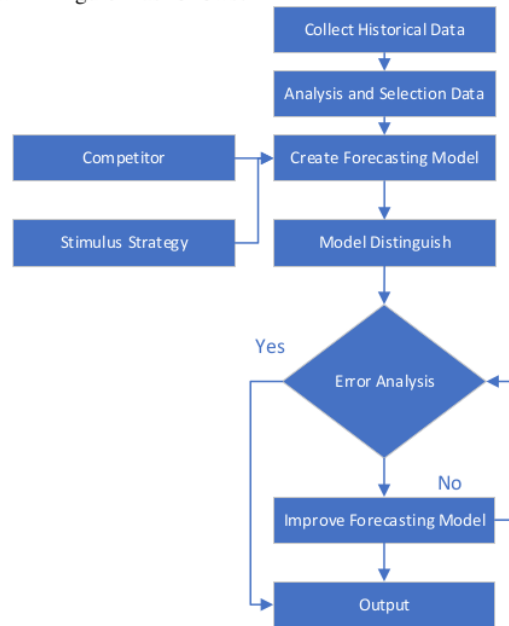 Collect Historical Data
Analysis and Selection Data
Competitor
Create Forecasting Model
Stimulus Strategy
Model Distinguish
Yes
Error Analysis
No
Improve Forecasting Model
Output